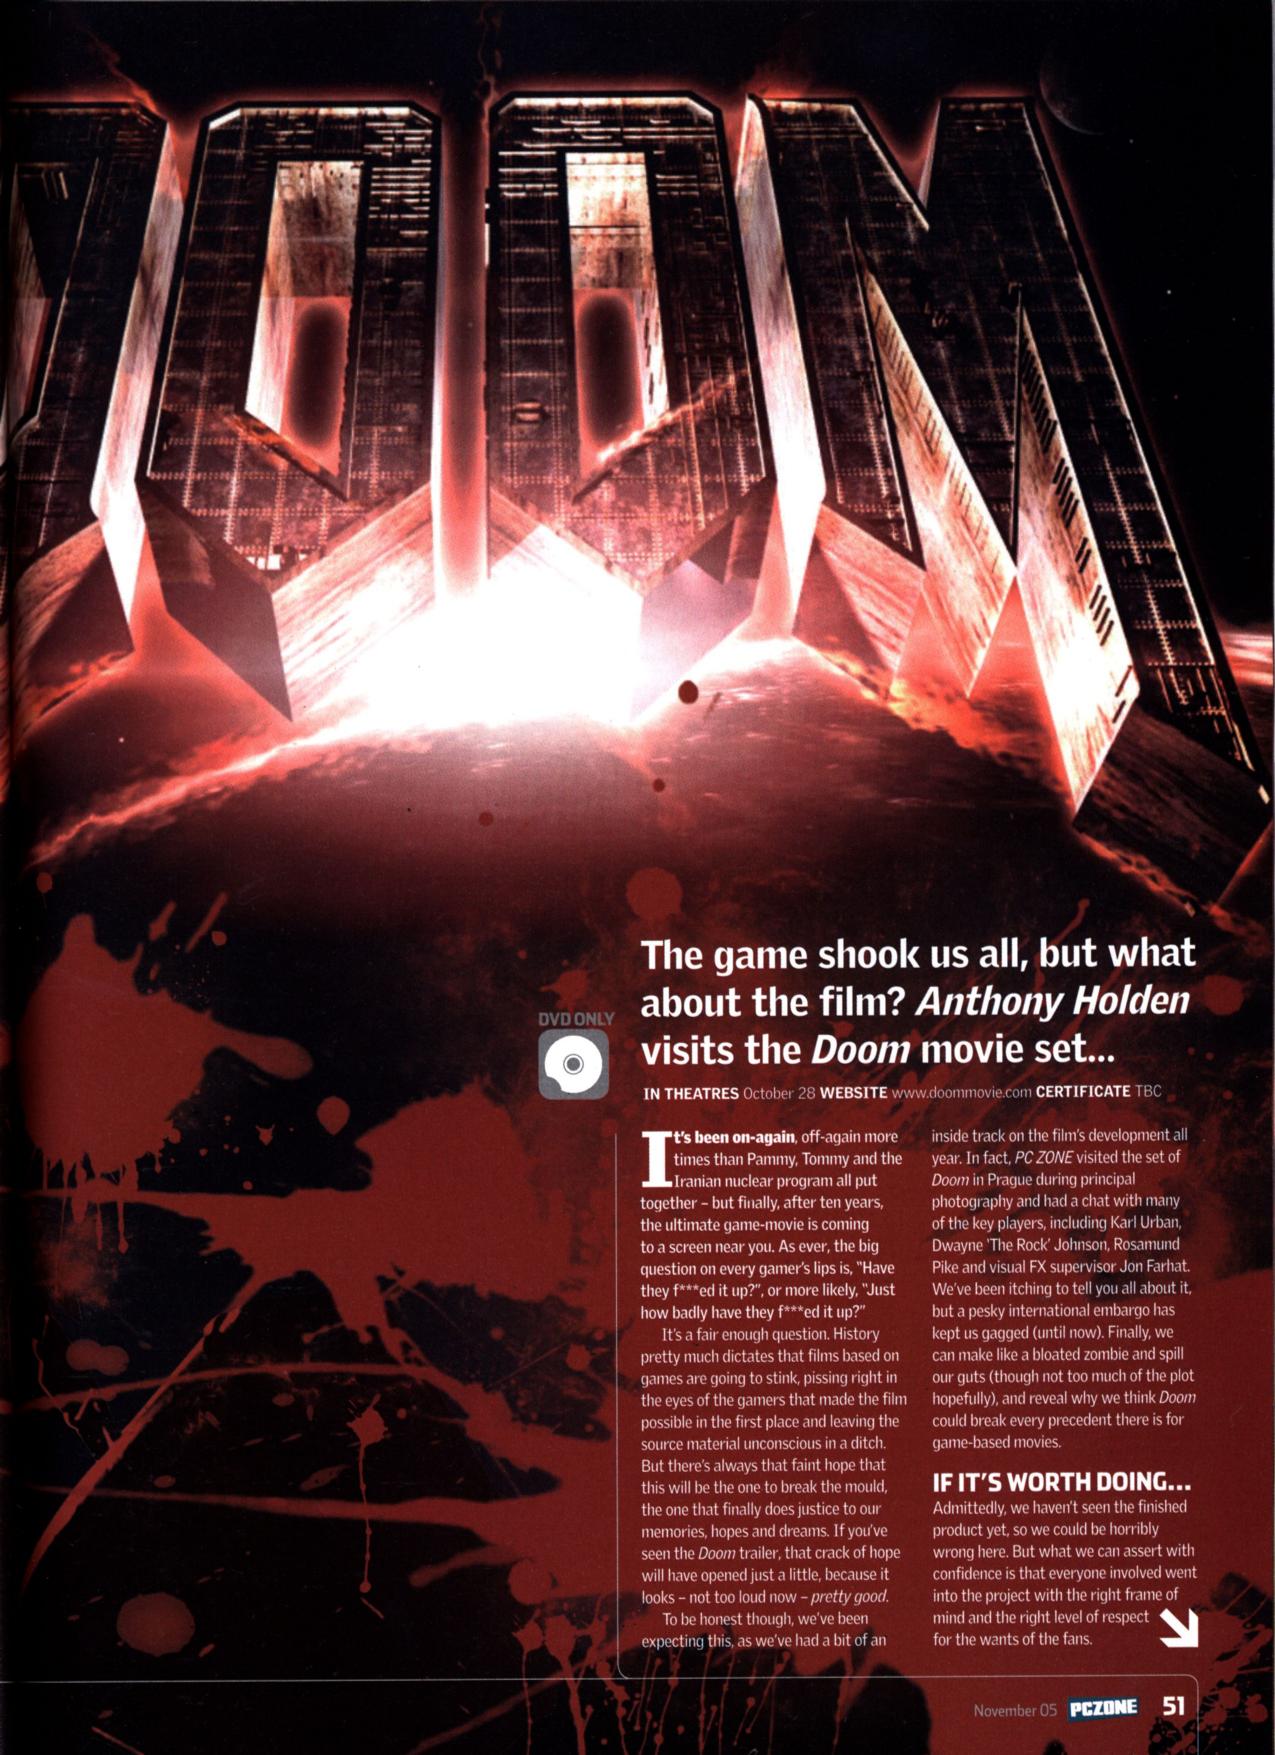 DOOM
The game shook us all, but what
about the film? Anthony Holden
visits the Doom movie set...
DVD ONLY
IN THEATRES October 28 WEBSITE www.doommovie.com CERTIFICATE TBC
It's been on-again, off-again more
times than Pammy, Tommy and the
Iranian nuclear program all put
together – but finally, after ten years,
the ultimate game-movie is coming
to a screen near you. As ever, the big
question on every gamer's lips is, "Have
they f***ed it up?", or more likely, "Just
how badly have they f***ed it up?"
It's a fair enough question. History
pretty much dictates that films based on
games are going to stink, pissing right in
the eyes of the gamers that made the film
possible in the first place and leaving the
source material unconscious in a ditch.
But there's always that faint hope that
this will be the one to break the mould,
the one that finally does justice to our
memories, hopes and dreams. If you've
seen the Doom trailer, that crack of hope
will have opened just a little, because it
looks – not too loud now – pretty good.
To be honest though, we've been
expecting this, as we've had a bit of an
inside track on the film's development all
year. In fact, PC ZONE visited the set of
Doom in Prague during principal
photography and had a chat with many
of the key players, including Karl Urban,
Dwayne 'The Rock' Johnson, Rosamund
Pike and visual FX supervisor Jon Farhat.
We've been itching to tell you all about it,
but a pesky international embargo has
kept us gagged (until now). Finally, we
can make like a bloated zombie and spill
our guts (though not too much of the plot
hopefully), and reveal why we think Doom
could break every precedent there is for
game-based movies.
IF IT'S WORTH DOING...
Admittedly, we haven't seen the finished
product yet, so we could be horribly
wrong here. But what we can assert with
confidence is that everyone involved went
into the project with the right frame of
mind and the right level of respect
for the wants of the fans.
November 05 PCZONE 51